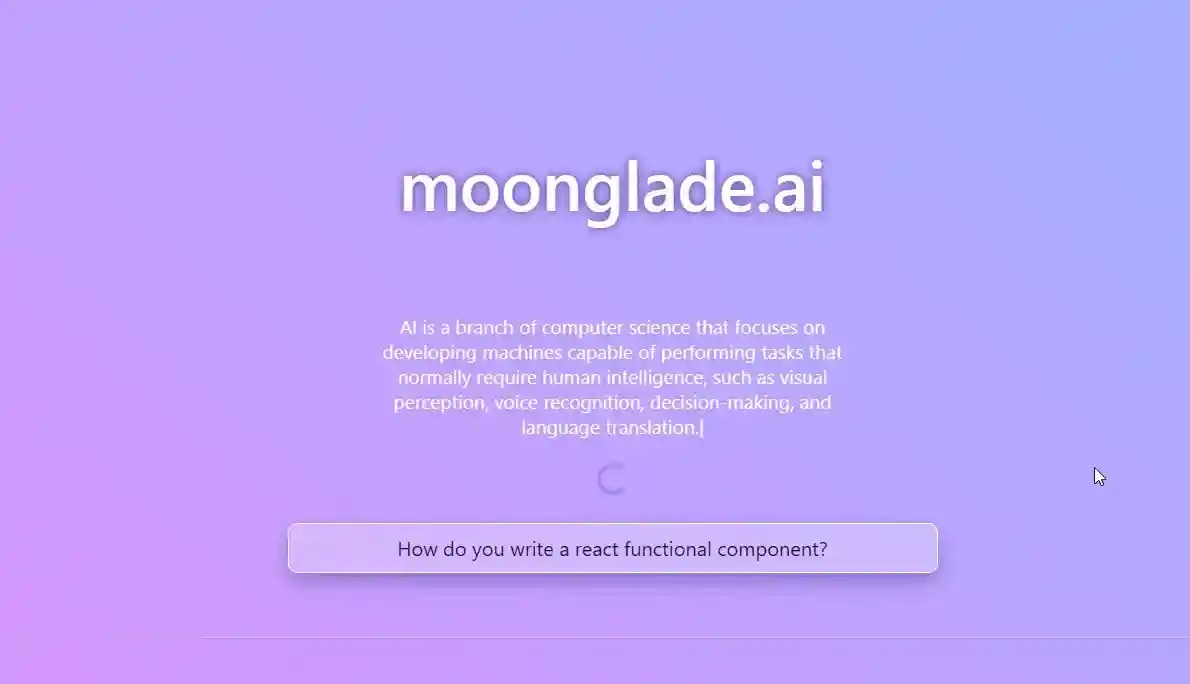 moonglade.ai
AI is a branch of computer science that focuses on
developing machines capable of performing tasks that
normally require human intelligence, such as visual
perception, voice recognition, decision-making, and
language translation.
How do you write a react functional component?